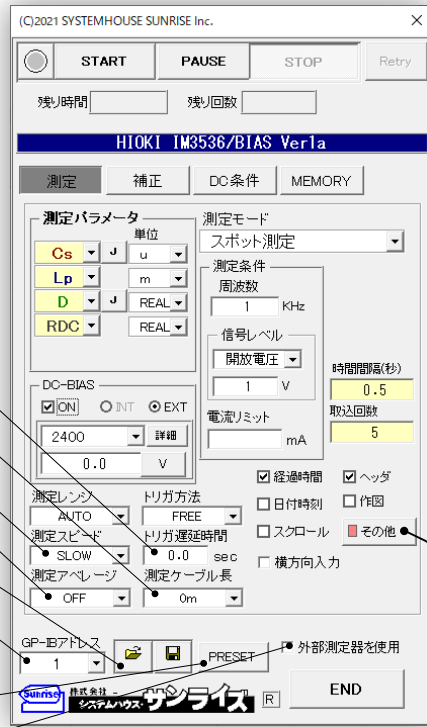 (C)2021 SYSTEMHOUSE SUNRISE Inc.
START PAUSE STOP Retry
残り時間 残り回数
HIOKI IM3536/BIAS Ver1a
測定 補正 DC条件 MEMORY
測定パラメータ
単位
Cs J u
Lp m
D J REAL
RDC REAL
測定モード
スポット測定
測定条件
周波数
1 KHz
信号レベル
開放電圧
1 V
電流リミット
mA
時間間隔(秒)
0.5
取込回数
5
DC-BIAS
ON INT EXT
2400 詳細
0.0 V
測定レンジ トリガ方法
AUTO FREE
測定スピード トリガ遅延時間
SLOW 0.0 sec
測定アベレージ 測定ケーブル長
OFF 0m
経過時間 ヘッダ
日付時刻 作図
スクロール その他
横方向入力
GP-IBアドレス
1 PRESET 外部測定器を使用
Sunrise 株式会社 システムハウス・サンライズ R END